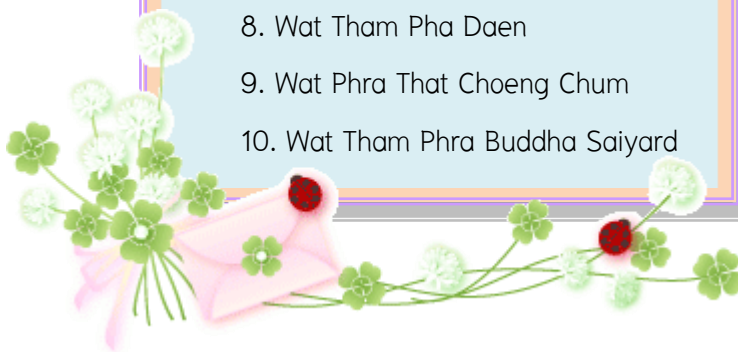 8. Wat Tham Pha Daen
9. Wat Phra That Choeng Chum
10. Wat Tham Phra Buddha Saiyard